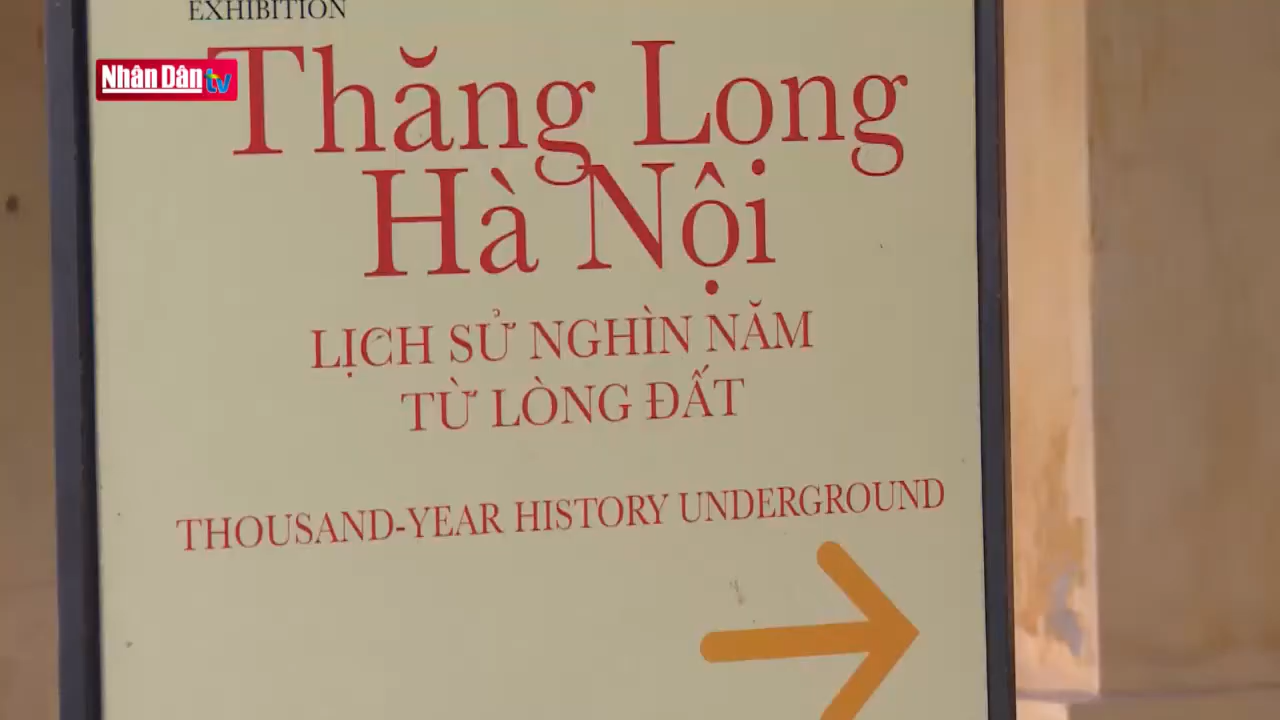 EXHIBITION
Nhân Dân tv
Thăng Long
Hà Nội
LỊCH SỬ NGHÌN NĂM
TỪ LÒNG ĐẤT
THOUSAND-YEAR HISTORY UNDERGROUND